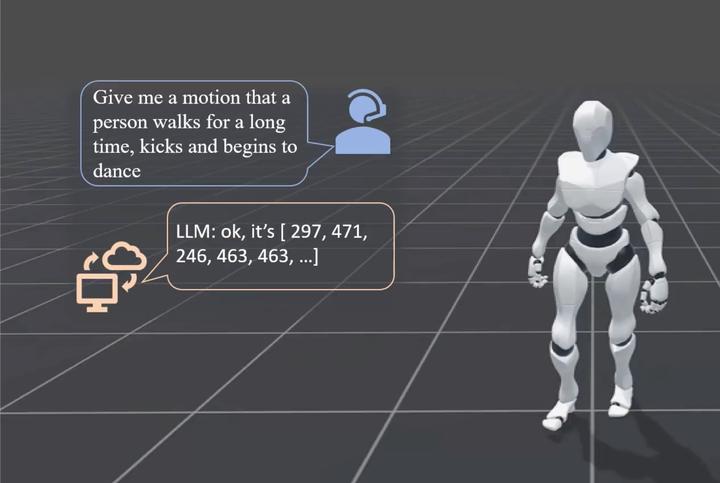 Give me a motion that a
person walks for a long
time, kicks and begins to
dance
LLM: ok, it’s [ 297, 471,
246, 463, 463, ...]